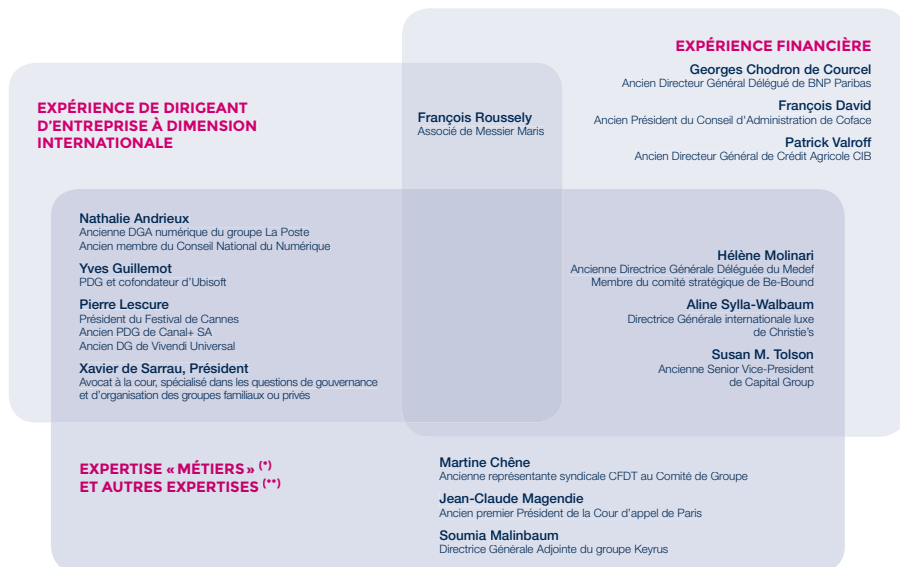 EXPÉRIENCE FINANCIÈRE
Georges Chodron de Courcel
Ancien Directeur Général Délégué de BNP Paribas
François David
Ancien Président du Conseil d'Administration de Coface
Patrick Valroff
Ancien Directeur Général de Crédit Agricole CIB
EXPÉRIENCE DE DIRIGEANT
D'ENTREPRISE À DIMENSION
INTERNATIONALE
François Roussely
Associé de Messier Maris
Nathalie Andrieux
Ancienne DGA numérique du groupe La Poste
Ancien membre du Conseil National du Numérique
Yves Guillemot
PDG et cofondateur d'Ubisoft
Pierre Lescure
Président du Festival de Cannes
Ancien PDG de Canal+ SA
Ancien DG de Vivendi Universal
Xavier de Sarrau, Président
Avocat à la cour, spécialisé dans les questions de gouvernance
et d'organisation des groupes familiaux ou privés
Hélène Molinari
Ancienne Directrice Générale Déléguée du Medef
Membre du comité stratégique de Be-Bound
Aline Sylla-Walbaum
Directrice Générale internationale luxe
de Christie's
Susan M. Tolson
Ancienne Senior Vice-President
de Capital Group
EXPERTISE « MÉTIERS » (*)
ET AUTRES EXPERTISES (**)
Martine Chêne
Ancienne représentante syndicale CFDT au Comité de Groupe
Jean-Claude Magendie
Ancien premier Président de la Cour d'appel de Paris
Soumia Malinbaum
Directrice Générale Adjointe du groupe Keyrus